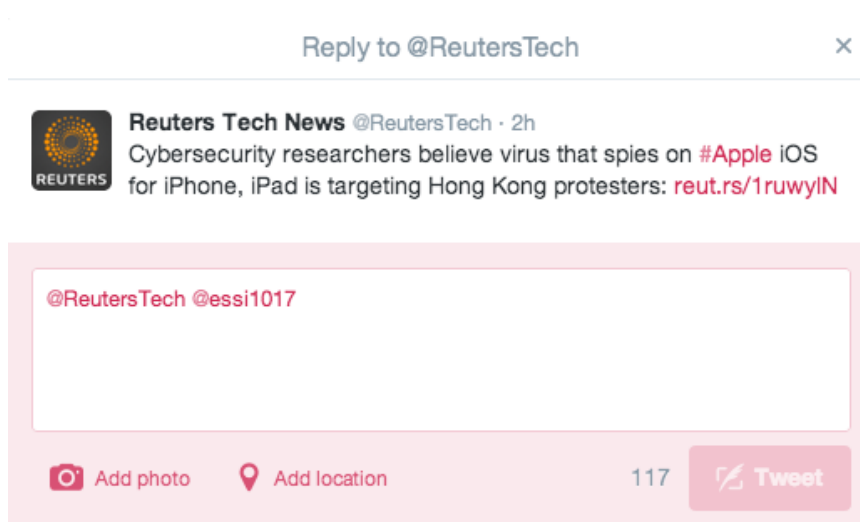 Reply to @ReutersTech ×
REUTERS
Reuters Tech News @ReutersTech · 2h
Cybersecurity researchers believe virus that spies on #Apple iOS
for iPhone, iPad is targeting Hong Kong protesters: reut.rs/1ruwylN
@ReutersTech @essi1017
Add photo Add location 117 Tweet